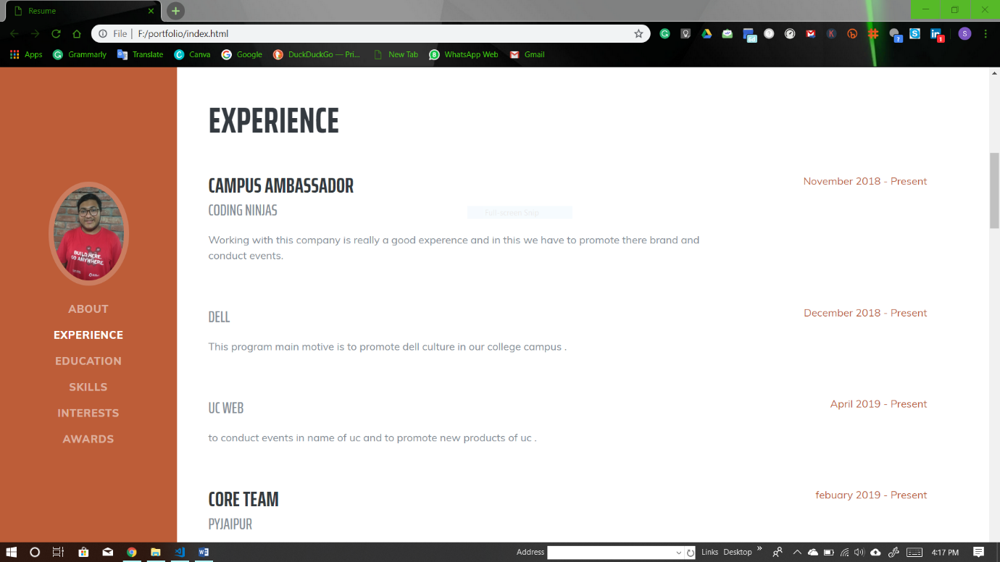 Resume
File | F:/portfolio/index.html
6d
?
1
S
Apps Grammarly Translate Canva Google DuckDuckGo — Pri... New Tab WhatsApp Web Gmail
EXPERIENCE
CAMPUS AMBASSADOR
November 2018 - Present
CODING NINJAS
Full-screen Snip
Working with this company is really a good experence and in this we have to promote there brand and
conduct events.
DELL
December 2018 - Present
This program main motive is to promote dell culture in our college campus .
UC WEB
April 2019 - Present
to conduct events in name of uc and to promote new products of uc .
CORE TEAM
febuary 2019 - Present
PYJAIPUR
BUILD HERE.
GO ANYWHERE.
ABOUT
EXPERIENCE
EDUCATION
SKILLS
INTERESTS
AWARDS
Address Links Desktop 4:17 PM